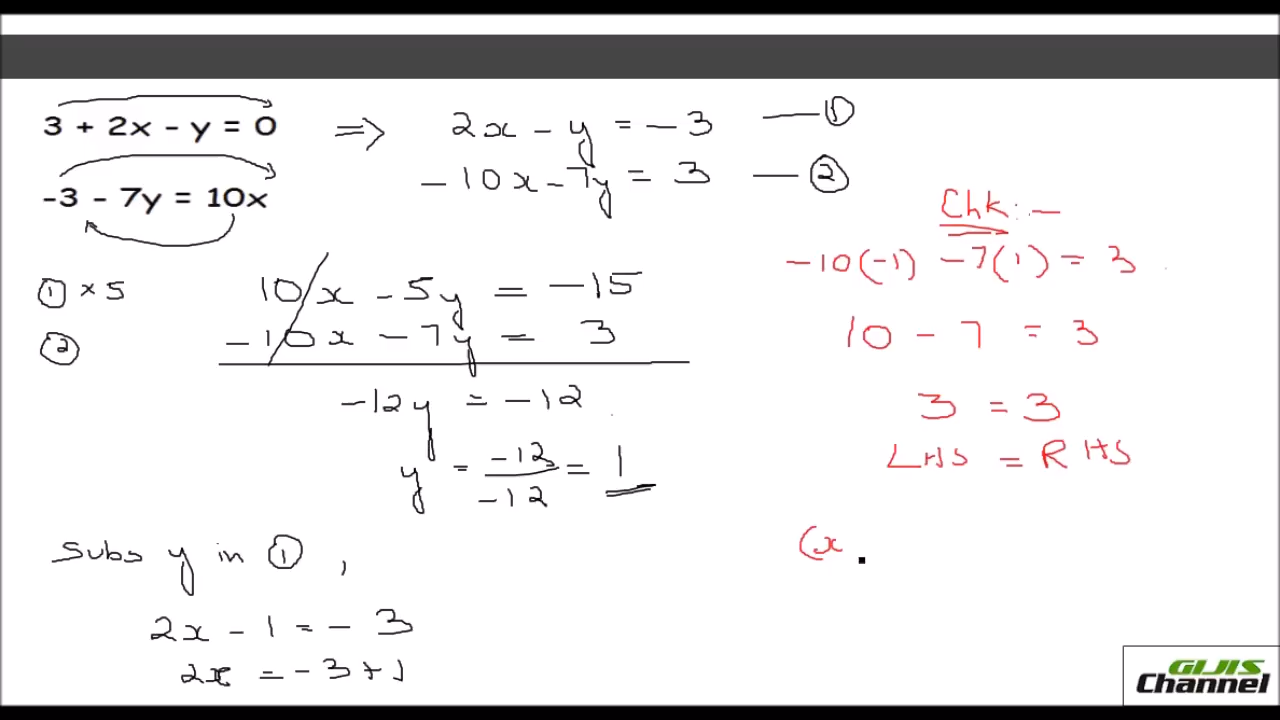 3 + 2x - y = 0 ⇒ 2x - y = - 3 — ①
-3 - 7y = 10x - 10x - 7y = 3 — ②
① × 5 10x - 5y = -15
② - 10x - 7y = 3
-12y = -12
y = -12/-12 = 1
Subs y in ① ,
2x - 1 = - 3
2x = - 3 + 1
Chk : —
-10(-1) -7(1) = 3
10 - 7 = 3
3 = 3
LHS = RHS
(x
GIJIS
Channel